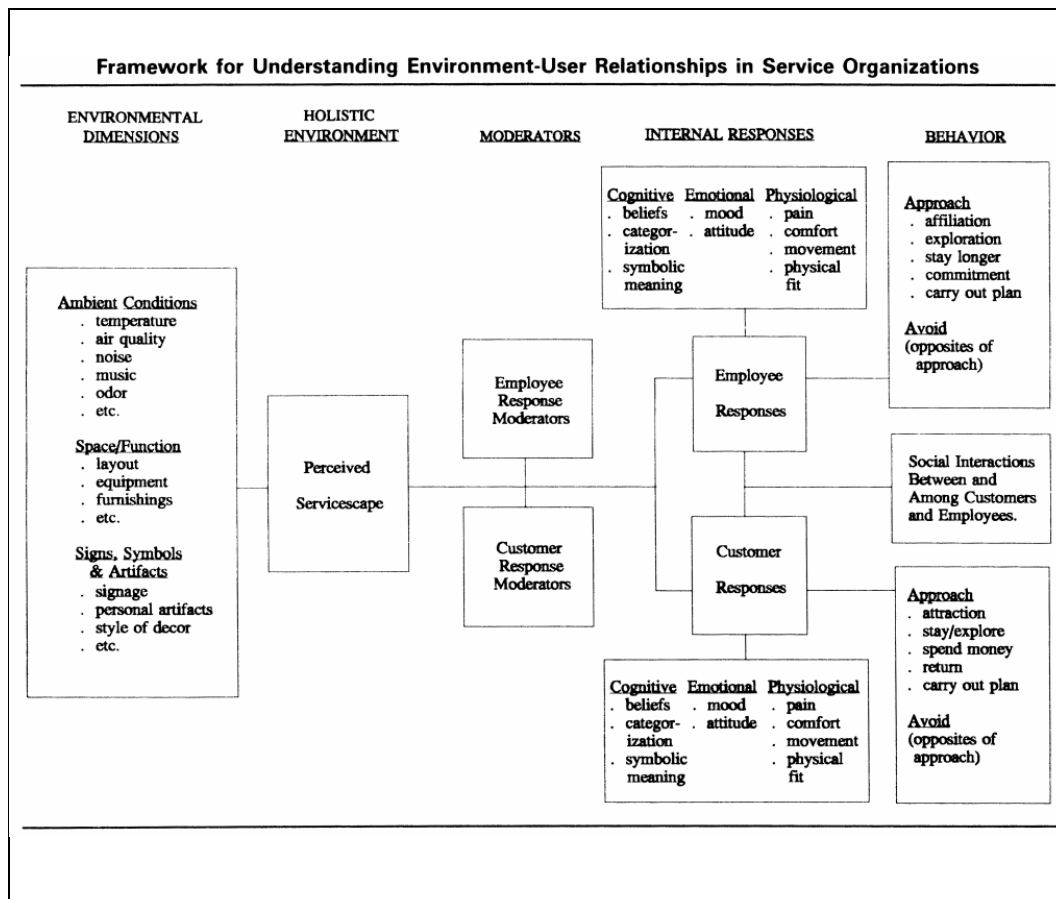 Framework for Understanding Environment-User Relationships in Service Organizations
ENVIRONMENTAL
DIMENSIONS
HOLISTIC
ENVIRONMENT
MODERATORS
INTERNAL RESPONSES
BEHAVIOR
Ambient Conditions
. temperature
. air quality
. noise
. music
. odor
. etc.
Space/Function
. layout
. equipment
. furnishings
. etc.
Signs, Symbols
& Artifacts
. signage
. personal artifacts
. style of decor
. etc.
Perceived
Servicescape
Employee
Response
Moderators
Customer
Response
Moderators
Cognitive
. beliefs
. categor-
ization
. symbolic
meaning
Emotional
. mood
. attitude
Physiological
. pain
. comfort
. movement
. physical
fit
Employee
Responses
Customer
Responses
Cognitive
. beliefs
. categor-
ization
. symbolic
meaning
Emotional
. mood
. attitude
Physiological
. pain
. comfort
. movement
. physical
fit
Approach
. affiliation
. exploration
. stay longer
. commitment
. carry out plan
Avoid
(opposites of
approach)
Social Interactions
Between and
Among Customers
and Employees.
Approach
. attraction
. stay/explore
. spend money
. return
. carry out plan
Avoid
(opposites of
approach)